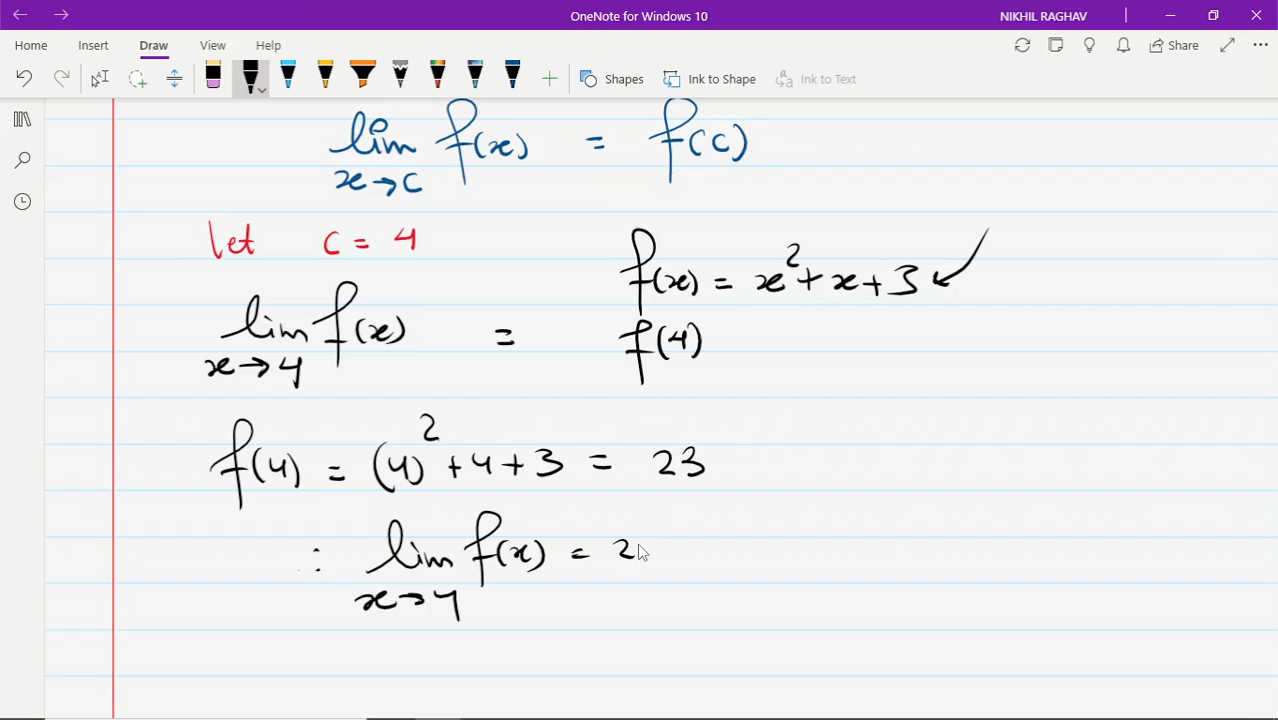 OneNote for Windows 10
NIKHIL RAGHAV
Home Insert Draw View Help
Share
Shapes Ink to Shape Ink to Text
lim f(x) = f(c)
x→c
let c = 4
f(x) = x²+x+3
lim f(x) = f(4)
x→4
f(4) = (4)²+4+3 = 23
∴ lim f(x) = 2
x→4